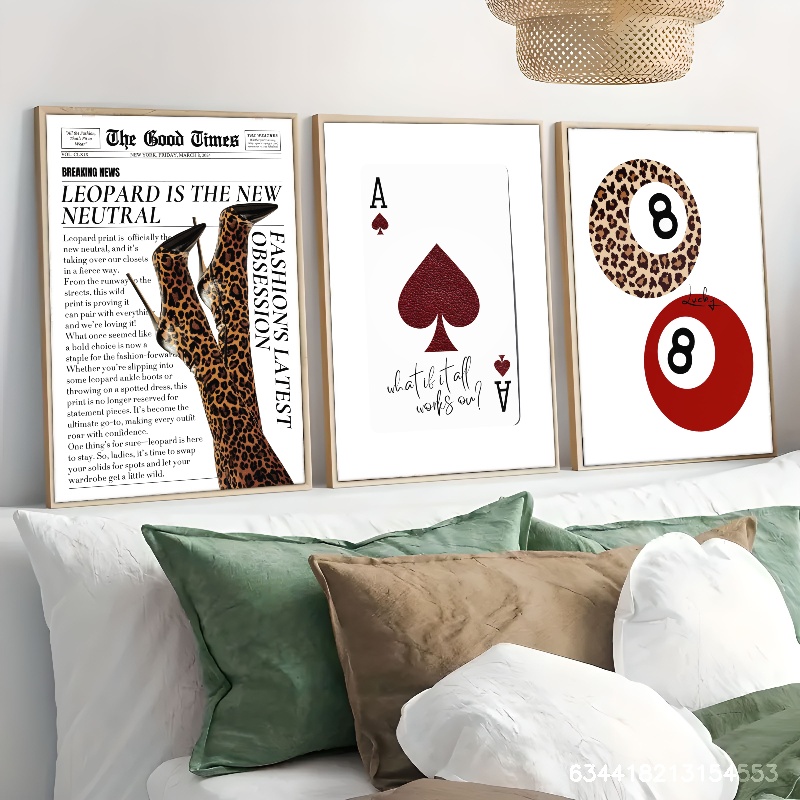 The Good Times
VOL. CLXIX
NEW YORK, FRIDAY, MARCH
BREAKING NEWS
LEOPARD IS THE NEW
NEUTRAL
FASHION'S LATEST
OBSESSION
Leopard print is officially the
new neutral, and it's
taking over our closets
in a fierce way.
From the runway to the
streets, this wild
print is proving it
can pair with everything
and we're loving it!
What once seemed like
a bold choice is now a
staple for the fashion-forward
Whether you're slipping into
some leopard ankle boots or
throwing on a spotted dress, this
print is no longer reserved for
statement pieces. It's become the
ultimate go-to, making every outfit
roar with confidence.
One thing's for sure—leopard is here
to stay. So, ladies, it's time to swap
your solids for spots and let your
wardrobe get a little wild.
A
what if it all
works out?
A
8
Lucky
8
634418213154553